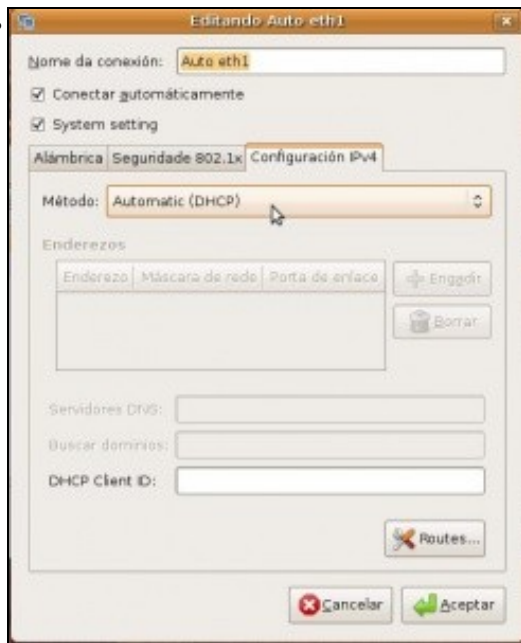 Editando Auto eth1
Nome da conexión: Auto eth1
Conectar automáticamente
System setting
Alámbrica Seguridade 802.1x Configuración IPv4
Método: Automatic (DHCP)
Enderezos
Enderezo Máscara de rede Porta de enlace
Engadir
Borrar
Servidores DNS:
Buscar dominios:
DHCP Client ID:
Routes...
Cancelar Aceptar